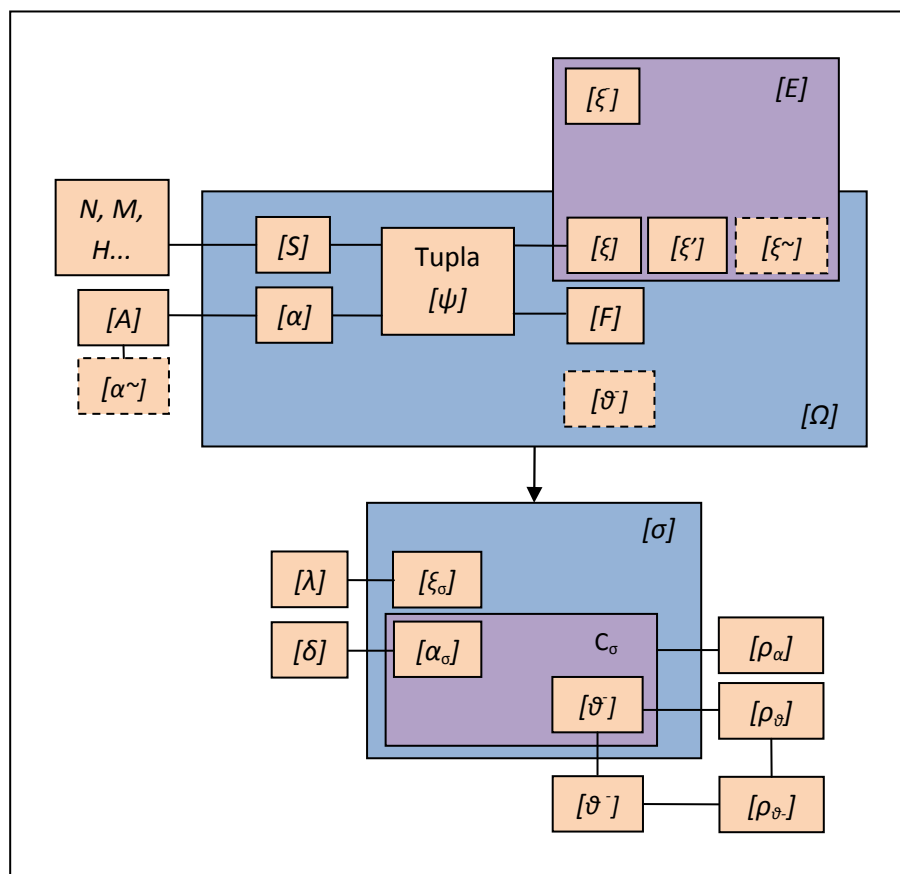 [E]
[ξ]
N, M,
H...
[S]
Tupla
[ψ]
[ξ]
[ξ']
[ξ~]
[A]
[α]
[F]
[α~]
[ϑ-]
[Ω]
[σ]
[λ]
[ξσ]
[δ]
[ασ]
Cσ
[ρα]
[ϑ-]
[ρϑ]
[ϑ-]
[ρϑ-]